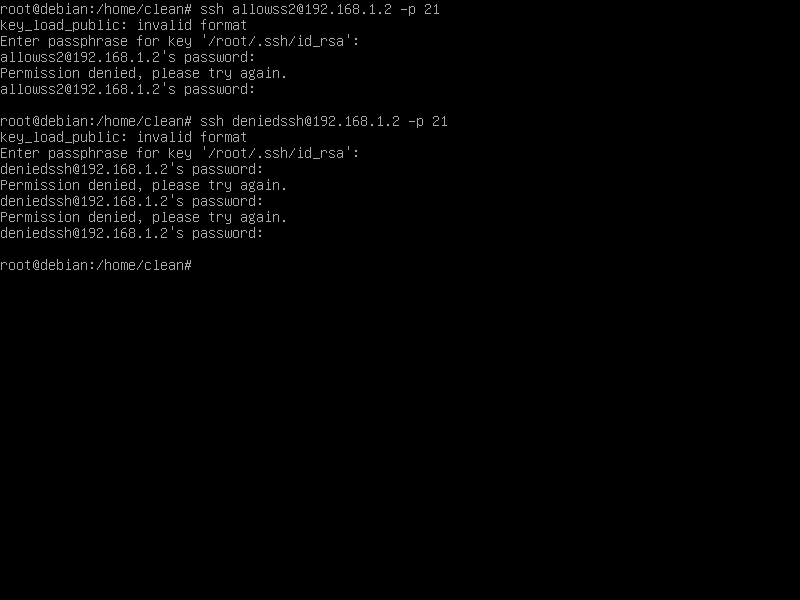 root@debian:/home/clean# ssh allowss2@192.168.1.2 -p 21
key_load_public: invalid format
Enter passphrase for key '/root/.ssh/id_rsa':
allowss2@192.168.1.2's password:
Permission denied, please try again.
allowss2@192.168.1.2's password:
root@debian:/home/clean# ssh deniedssh@192.168.1.2 -p 21
key_load_public: invalid format
Enter passphrase for key '/root/.ssh/id_rsa':
deniedssh@192.168.1.2's password:
Permission denied, please try again.
deniedssh@192.168.1.2's password:
Permission denied, please try again.
deniedssh@192.168.1.2's password:
root@debian:/home/clean#